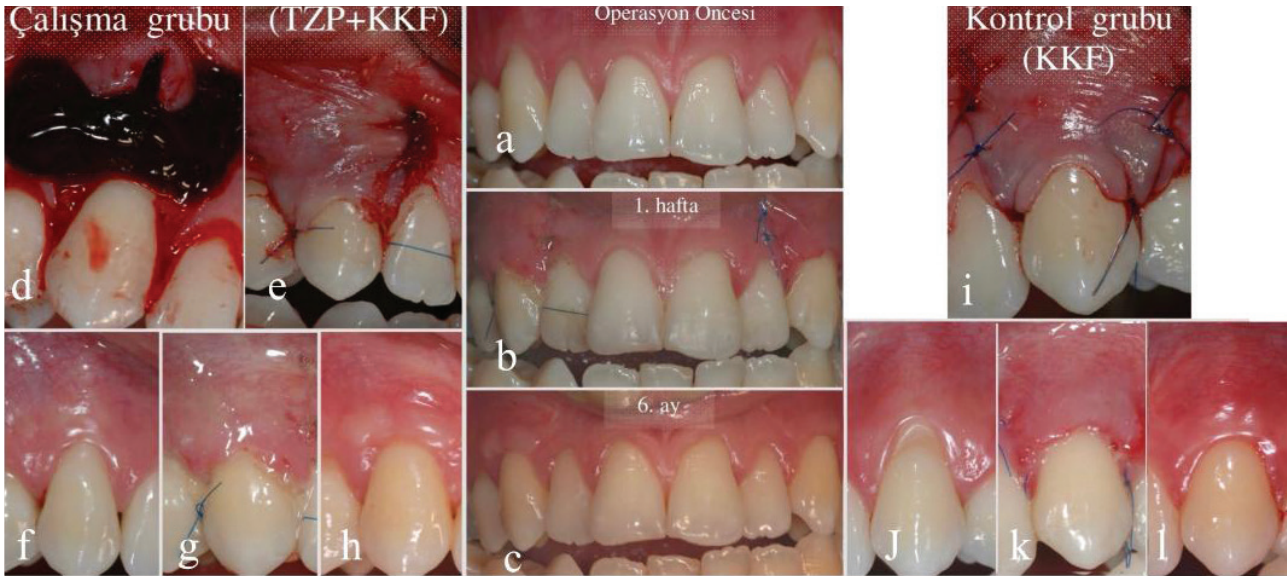 Çalışma grubu (TZP+KKF)
Operasyon Öncesi
Kontrol grubu
(KKF)
a
1. hafta
d
e
i
b
6. ay
f
g
h
c
J
k
l